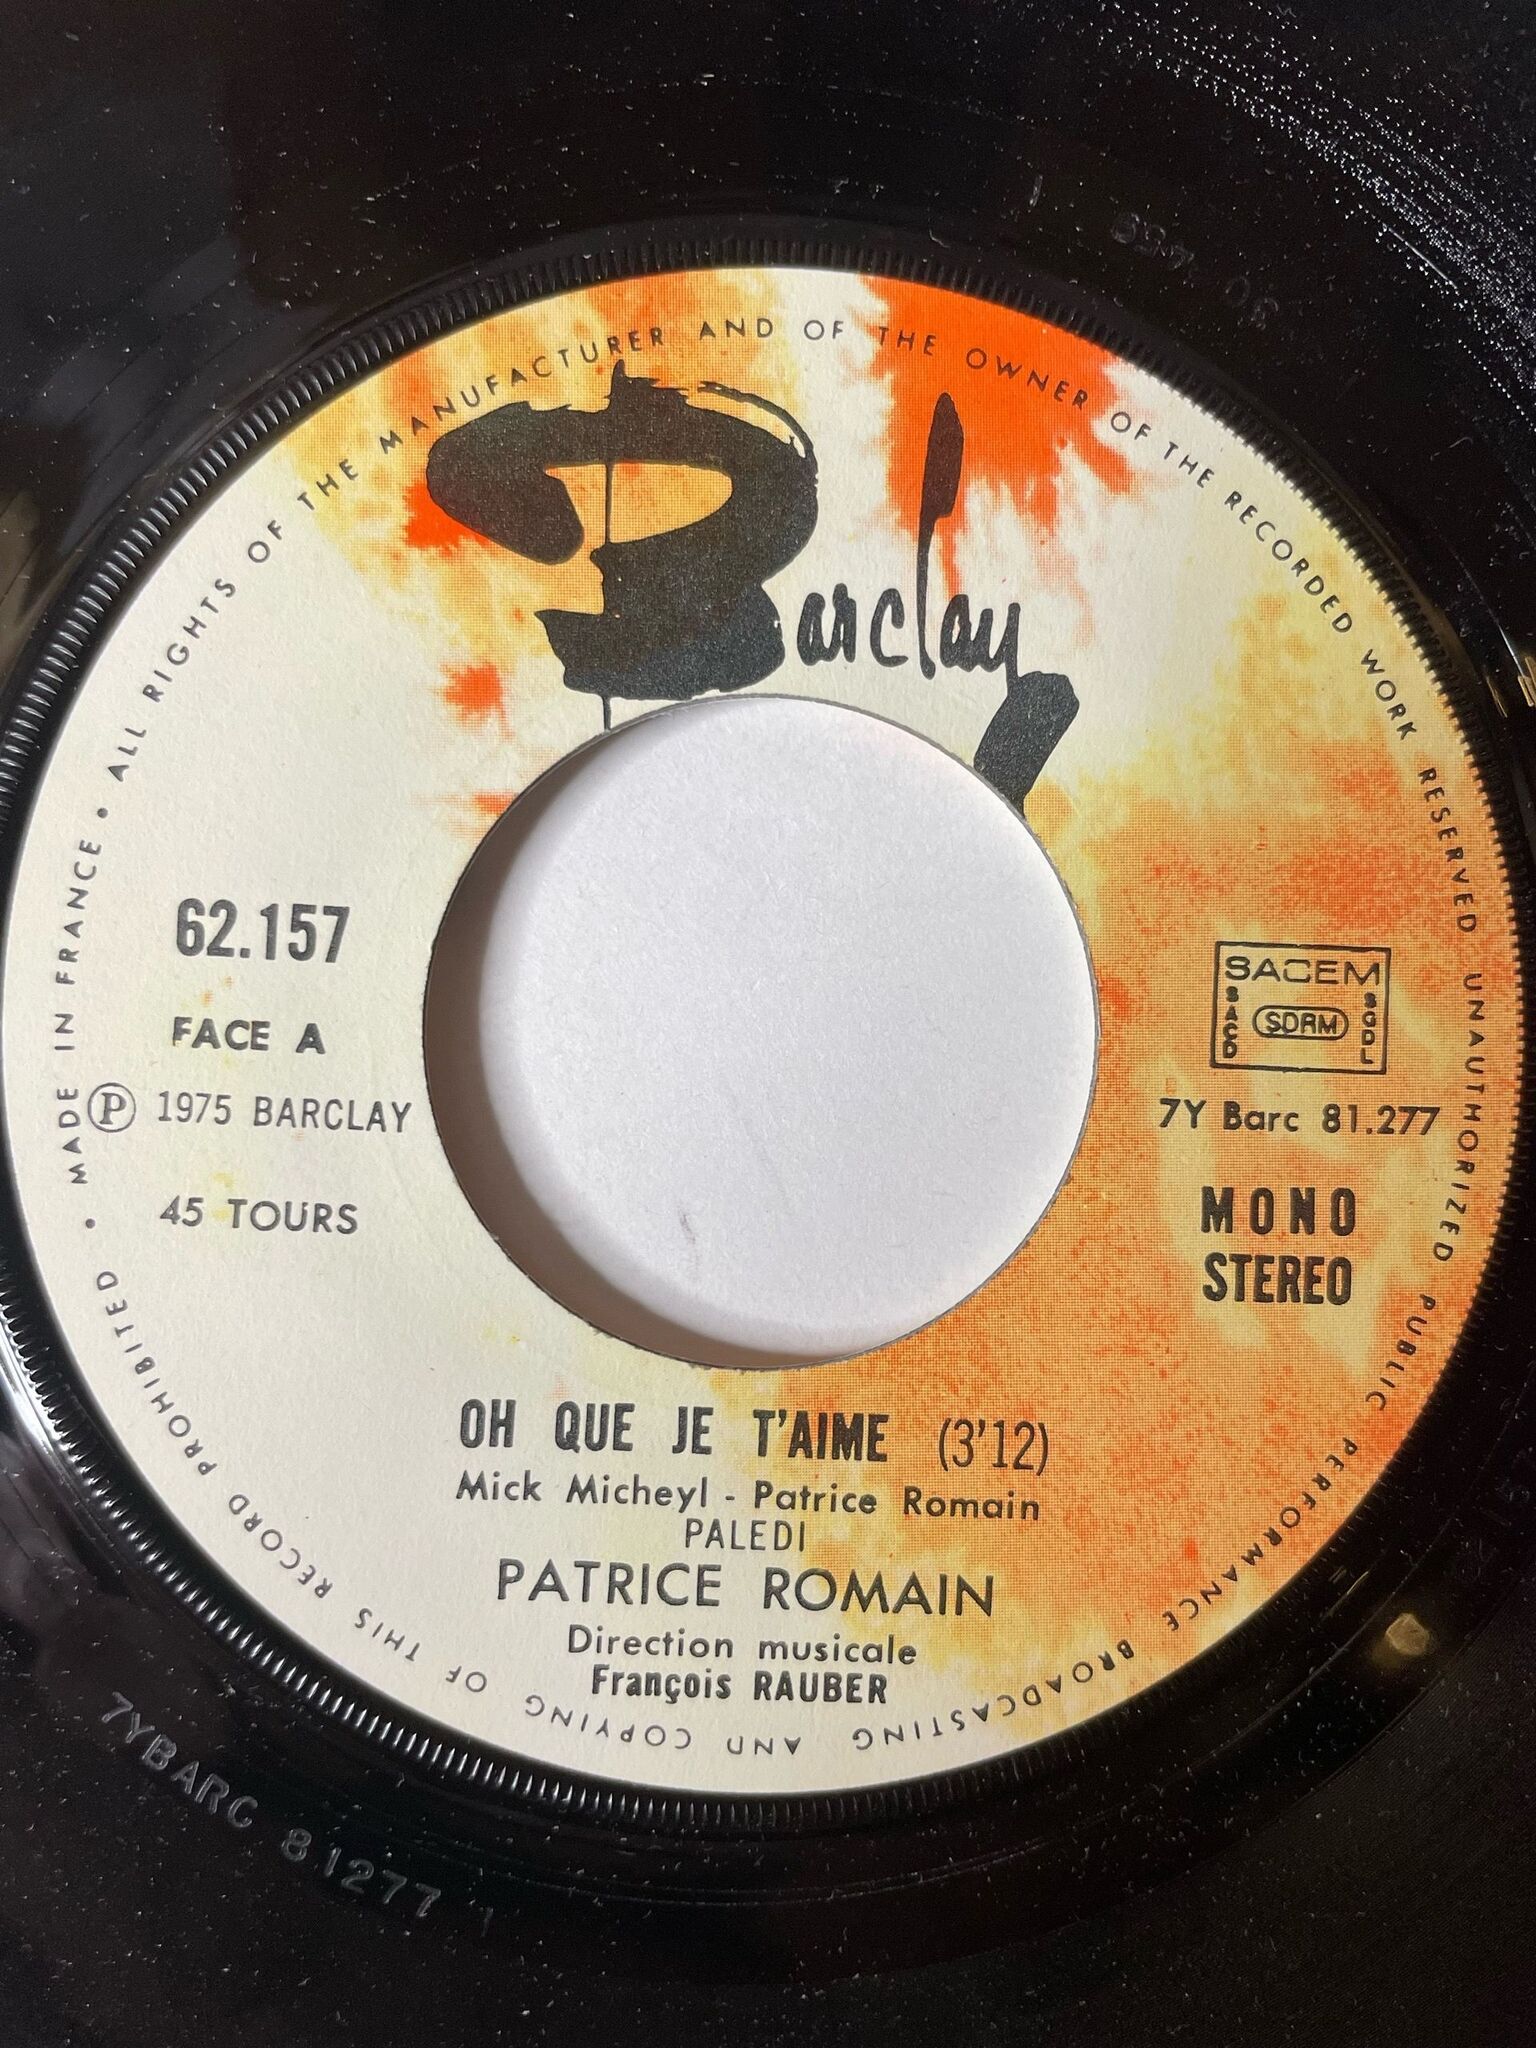 ALL RIGHTS OF THE MANUFACTURER AND OF THE OWNER OF THE RECORDED WORK RESERVED UNAUTHORIZED PUBLIC PERFORMANCE BROADCASTING AND COPYING OF THIS RECORD PROHIBITED • MADE IN FRANCE •
Barclay
62.157
FACE A
Ⓟ 1975 BARCLAY
45 TOURS
SACEM
SACD SDRM SGDL
7Y Barc 81.277
MONO
STEREO
OH QUE JE T'AIME (3'12)
Mick Micheyl - Patrice Romain
PALEDI
PATRICE ROMAIN
Direction musicale
François RAUBER
7YBARC 81277 1